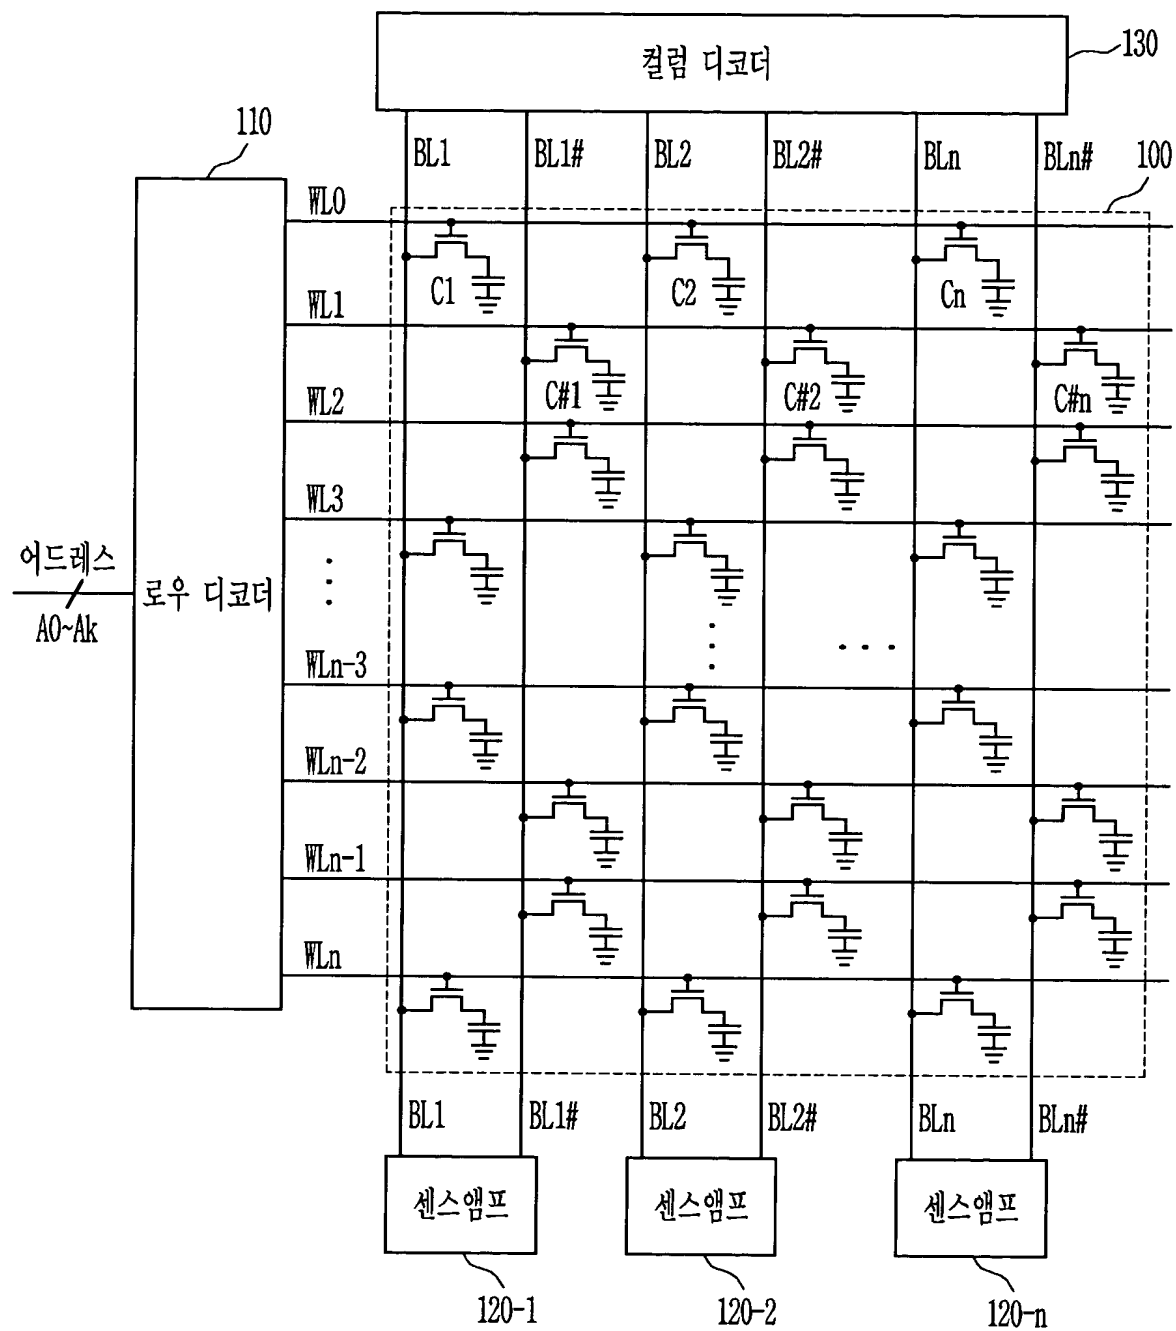 컬럼 디코더
130
110
BL1
BL1#
BL2
BL2#
BLn
BLn#
100
WL0
C1
C2
Cn
WL1
C#1
C#2
C#n
WL2
WL3
어드레스
A0~Ak
로우 디코더
WLn-3
WLn-2
WLn-1
WLn
BL1
BL1#
BL2
BL2#
BLn
BLn#
센스앰프
센스앰프
센스앰프
120-1
120-2
120-n